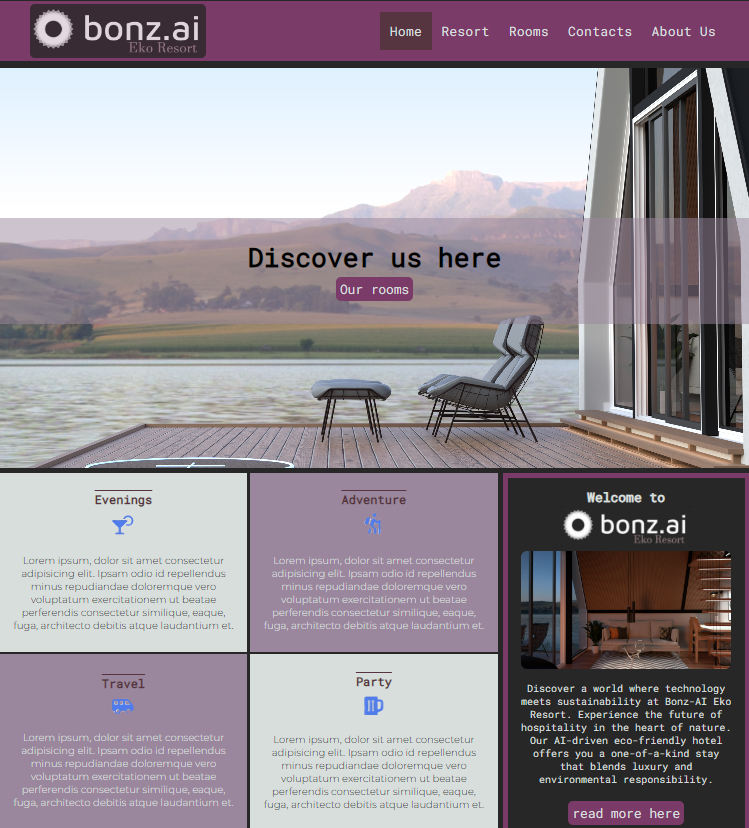 bonz.ai
Eko Resort
Home Resort Rooms Contacts About Us
Discover us here
Our rooms
Evenings
Lorem ipsum, dolor sit amet consectetur
adipisicing elit. Ipsam odio id repellendus
minus repudiandae doloremque vero
voluptatum exercitationem ut beatae
perferendis consectetur similique, eaque,
fuga, architecto debitis atque laudantium et.
Adventure
Lorem ipsum, dolor sit amet consectetur
adipisicing elit. Ipsam odio id repellendus
minus repudiandae doloremque vero
voluptatum exercitationem ut beatae
perferendis consectetur similique, eaque,
fuga, architecto debitis atque laudantium et.
Travel
Lorem ipsum, dolor sit amet consectetur
adipisicing elit. Ipsam odio id repellendus
minus repudiandae doloremque vero
voluptatum exercitationem ut beatae
perferendis consectetur similique, eaque,
fuga, architecto debitis atque laudantium et.
Party
Lorem ipsum, dolor sit amet consectetur
adipisicing elit. Ipsam odio id repellendus
minus repudiandae doloremque vero
voluptatum exercitationem ut beatae
perferendis consectetur similique, eaque,
fuga, architecto debitis atque laudantium et.
Welcome to
bonz.ai
Eko Resort
Discover a world where technology
meets sustainability at Bonz-AI Eko
Resort. Experience the future of
hospitality in the heart of nature.
Our AI-driven eco-friendly hotel
offers you a one-of-a-kind stay
that blends luxury and
environmental responsibility.
read more here